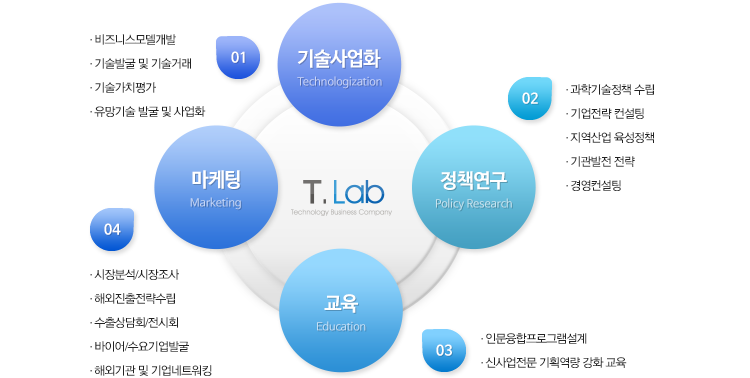 01
· 비즈니스모델개발
· 기술발굴 및 기술거래
· 기술가치평가
· 유망기술 발굴 및 사업화
기술사업화
Technologization
02
· 과학기술정책 수립
· 기업전략 컨설팅
· 지역산업 육성정책
· 기관발전 전략
· 경영컨설팅
정책연구
Policy Research
T. Lab
Technology Business Company
마케팅
Marketing
04
· 시장분석/시장조사
· 해외진출전략수립
· 수출상담회/전시회
· 바이어/수요기업발굴
· 해외기관 및 기업네트워킹
교육
Education
03
· 인문융합프로그램설계
· 신사업전문 기획역량 강화 교육